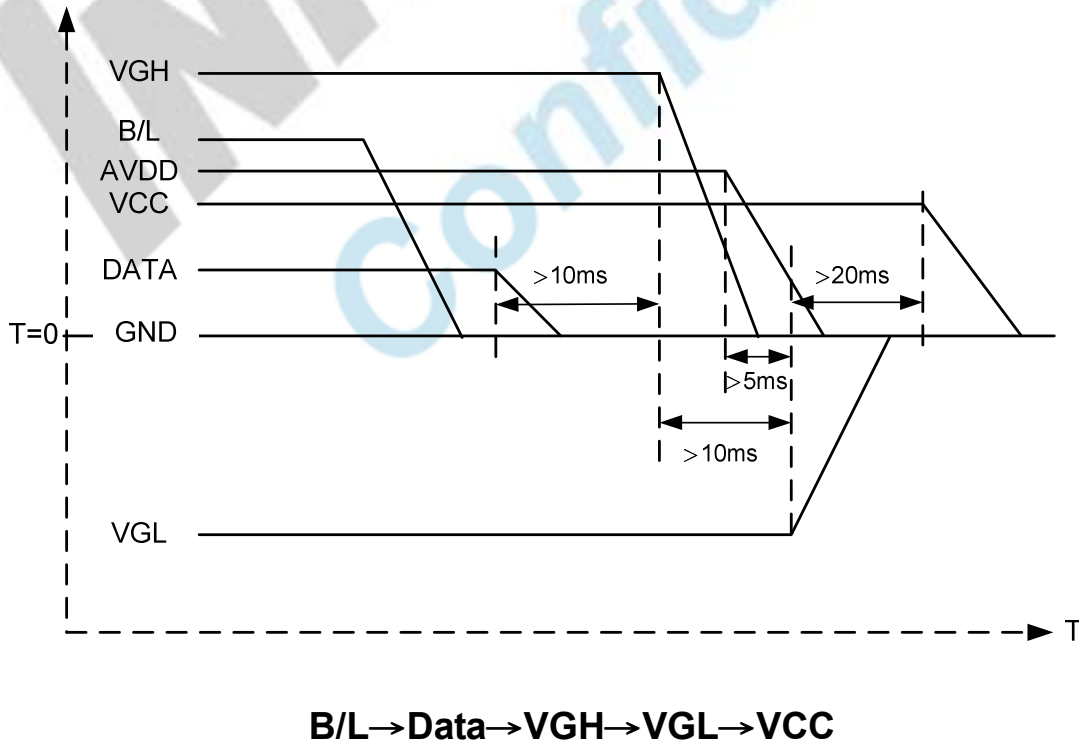 VGH
B/L
AVDD
VCC
DATA
>10ms
>20ms
T=0
GND
>5ms
>10ms
VGL
T
B/L→Data→VGH→VGL→VCC